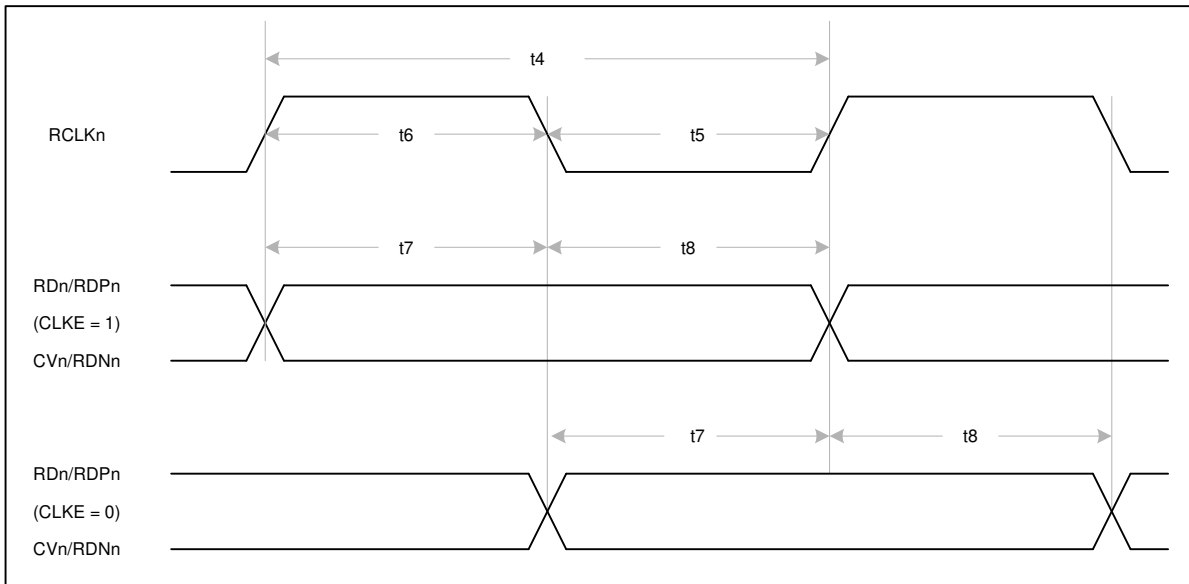 t4
RCLKn
t6
t5
t7
t8
RDn/RDPn
(CLKE = 1)
CVn/RDNn
t7
t8
RDn/RDPn
(CLKE = 0)
CVn/RDNn